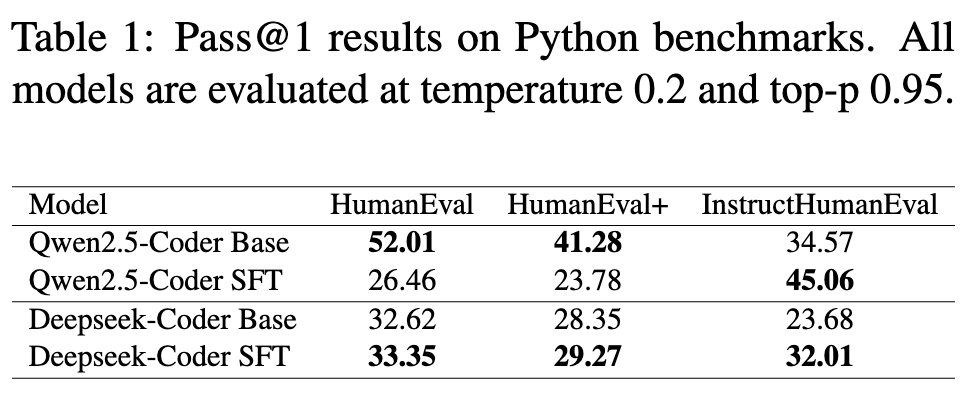 Table 1: Pass@1 results on Python benchmarks. All
models are evaluated at temperature 0.2 and top-p 0.95.
Model HumanEval HumanEval+ InstructHumanEval
Qwen2.5-Coder Base 52.01 41.28 34.57
Qwen2.5-Coder SFT 26.46 23.78 45.06
Deepseek-Coder Base 32.62 28.35 23.68
Deepseek-Coder SFT 33.35 29.27 32.01